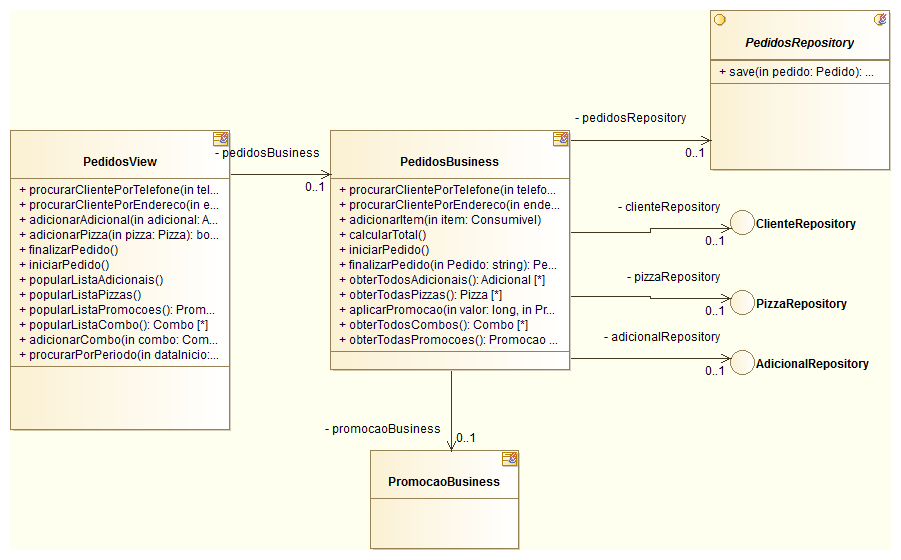 PedidosRepository
+ save(in pedido: Pedido): ...
- pedidosRepository
0..1
PedidosView
+ procurarClientePorTelefone(in tel...
+ procurarClientePorEndereco(in e...
+ adicionarAdicional(in adicional: A...
+ adicionarPizza(in pizza: Pizza): bo...
+ finalizarPedido()
+ iniciarPedido()
+ popularListaAdicionais()
+ popularListaPizzas()
+ popularListaPromocoes(): Prom...
+ popularListaCombo(): Combo [*]
+ adicionarCombo(in combo: Com...
+ procurarPorPeriodo(in dataInicio:...
- pedidosBusiness
0..1
PedidosBusiness
+ procurarClientePorTelefone(in telefo...
+ procurarClientePorEndereco(in ende...
+ adicionarItem(in item: Consumivel)
+ calcularTotal()
+ iniciarPedido()
+ finalizarPedido(in Pedido: string): Pe...
+ obterTodosAdicionais(): Adicional [*]
+ obterTodasPizzas(): Pizza [*]
+ aplicarPromocao(in valor: long, in Pr...
+ obterTodosCombos(): Combo [*]
+ obterTodasPromocoes(): Promocao ...
- clienteRepository
0..1
ClienteRepository
- pizzaRepository
0..1
PizzaRepository
- adicionalRepository
0..1
AdicionalRepository
- promocaoBusiness
0..1
PromocaoBusiness